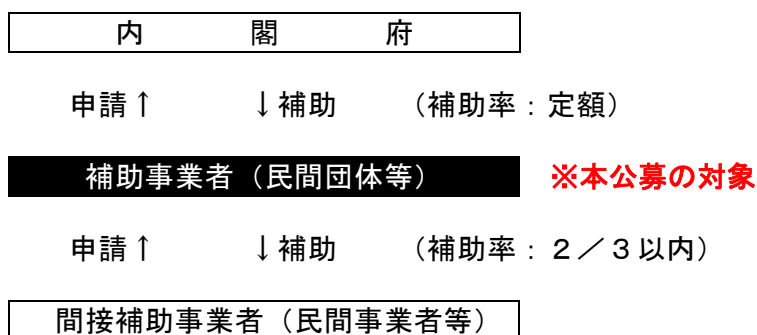 内　閣　府
申請↑　↓補助　（補助率：定額）
補助事業者（民間団体等）　※本公募の対象
申請↑　↓補助　（補助率：２／３以内）
間接補助事業者（民間事業者等）